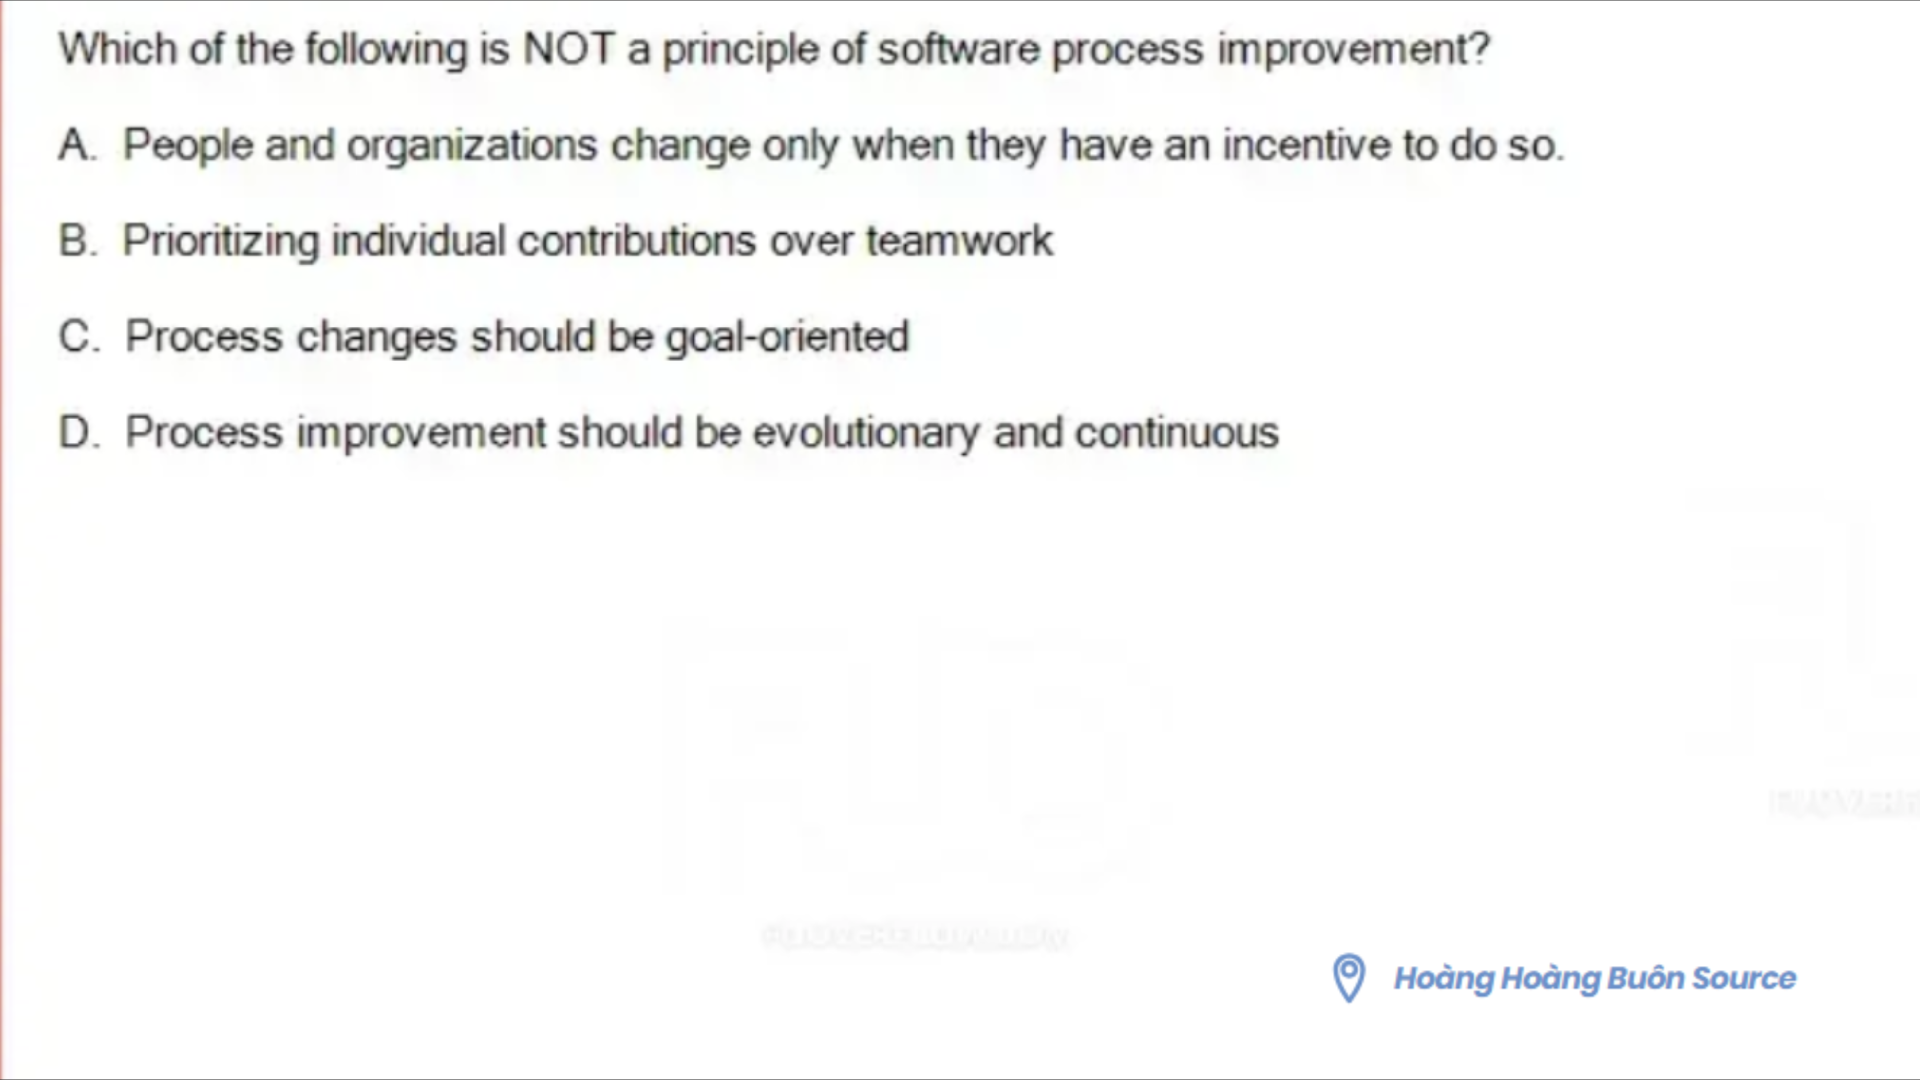 Which of the following is NOT a principle of software process improvement?
A. People and organizations change only when they have an incentive to do so.
B. Prioritizing individual contributions over teamwork
C. Process changes should be goal-oriented
D. Process improvement should be evolutionary and continuous
Hoàng Hoàng Buôn Source